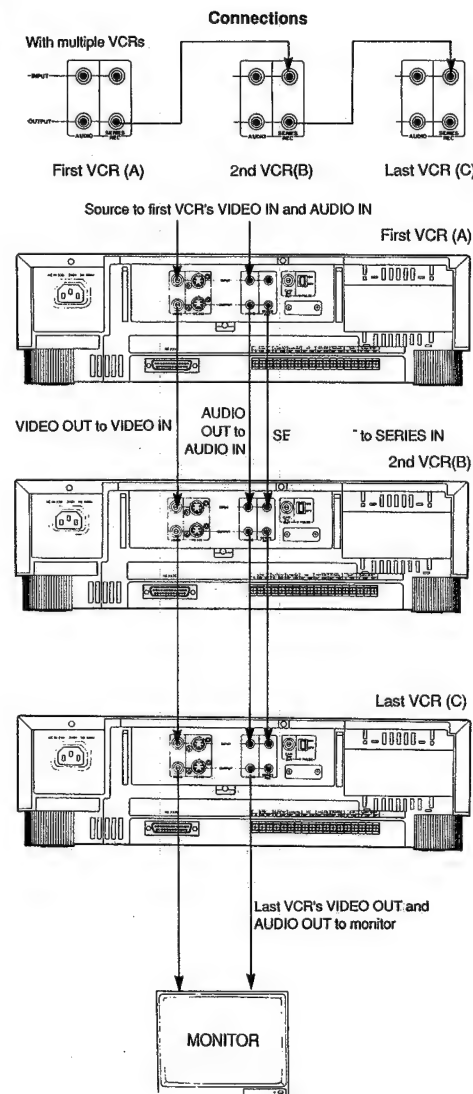 Connections
With multiple VCRs
INPUT
OUTPUT
AUDIO SERIES REC
SERIES REC
AUDIO SERIES REC
First VCR (A) 2nd VCR(B) Last VCR (C)
Source to first VCR's VIDEO IN and AUDIO IN
First VCR (A)
VIDEO OUT to VIDEO IN
AUDIO OUT to AUDIO IN
SE
to SERIES IN
2nd VCR(B)
Last VCR (C)
Last VCR's VIDEO OUT and
AUDIO OUT to monitor
MONITOR